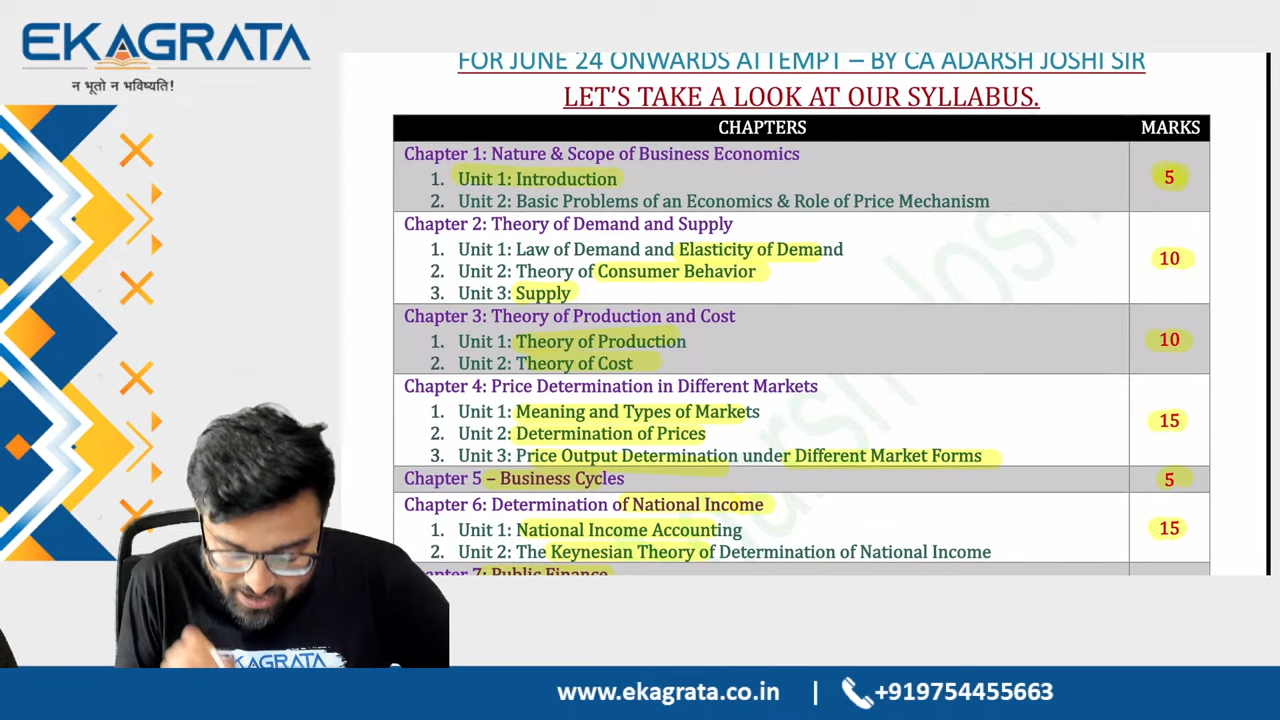 EKAGRATA
न भूतो न भविष्यति!
FOR JUNE 24 ONWARDS ATTEMPT – BY CA ADARSH JOSHI SIR
LET'S TAKE A LOOK AT OUR SYLLABUS.
CHAPTERS MARKS
Chapter 1: Nature & Scope of Business Economics
1. Unit 1: Introduction 5
2. Unit 2: Basic Problems of an Economics & Role of Price Mechanism
Chapter 2: Theory of Demand and Supply
1. Unit 1: Law of Demand and Elasticity of Demand 10
2. Unit 2: Theory of Consumer Behavior
3. Unit 3: Supply
Chapter 3: Theory of Production and Cost
1. Unit 1: Theory of Production 10
2. Unit 2: Theory of Cost
Chapter 4: Price Determination in Different Markets
1. Unit 1: Meaning and Types of Markets 15
2. Unit 2: Determination of Prices
3. Unit 3: Price Output Determination under Different Market Forms
Chapter 5 – Business Cycles 5
Chapter 6: Determination of National Income
1. Unit 1: National Income Accounting 15
2. Unit 2: The Keynesian Theory of Determination of National Income
Chapter 7: Public Finance
EKAGRATA
www.ekagrata.co.in | +919754455663